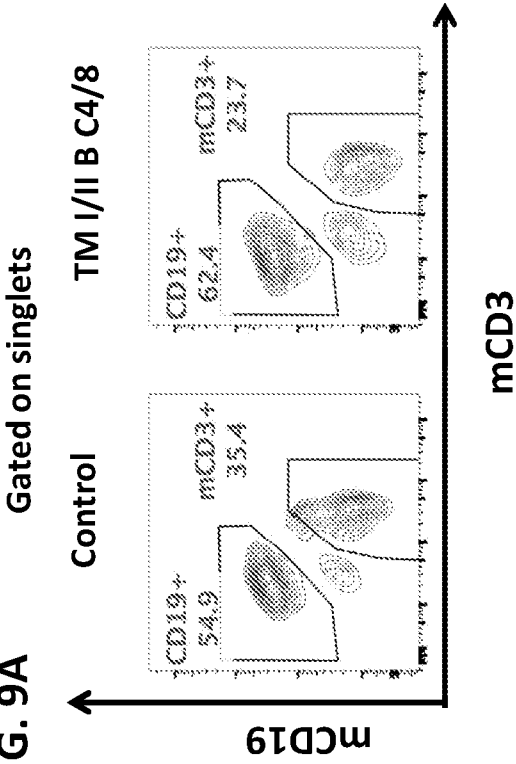 G. 9A
Gated on singlets
Control
TM I/II B C4/8
CD19+
54.9
mCD3+
35.4
CD19+
62.4
mCD3+
23.7
mCD19
mCD3